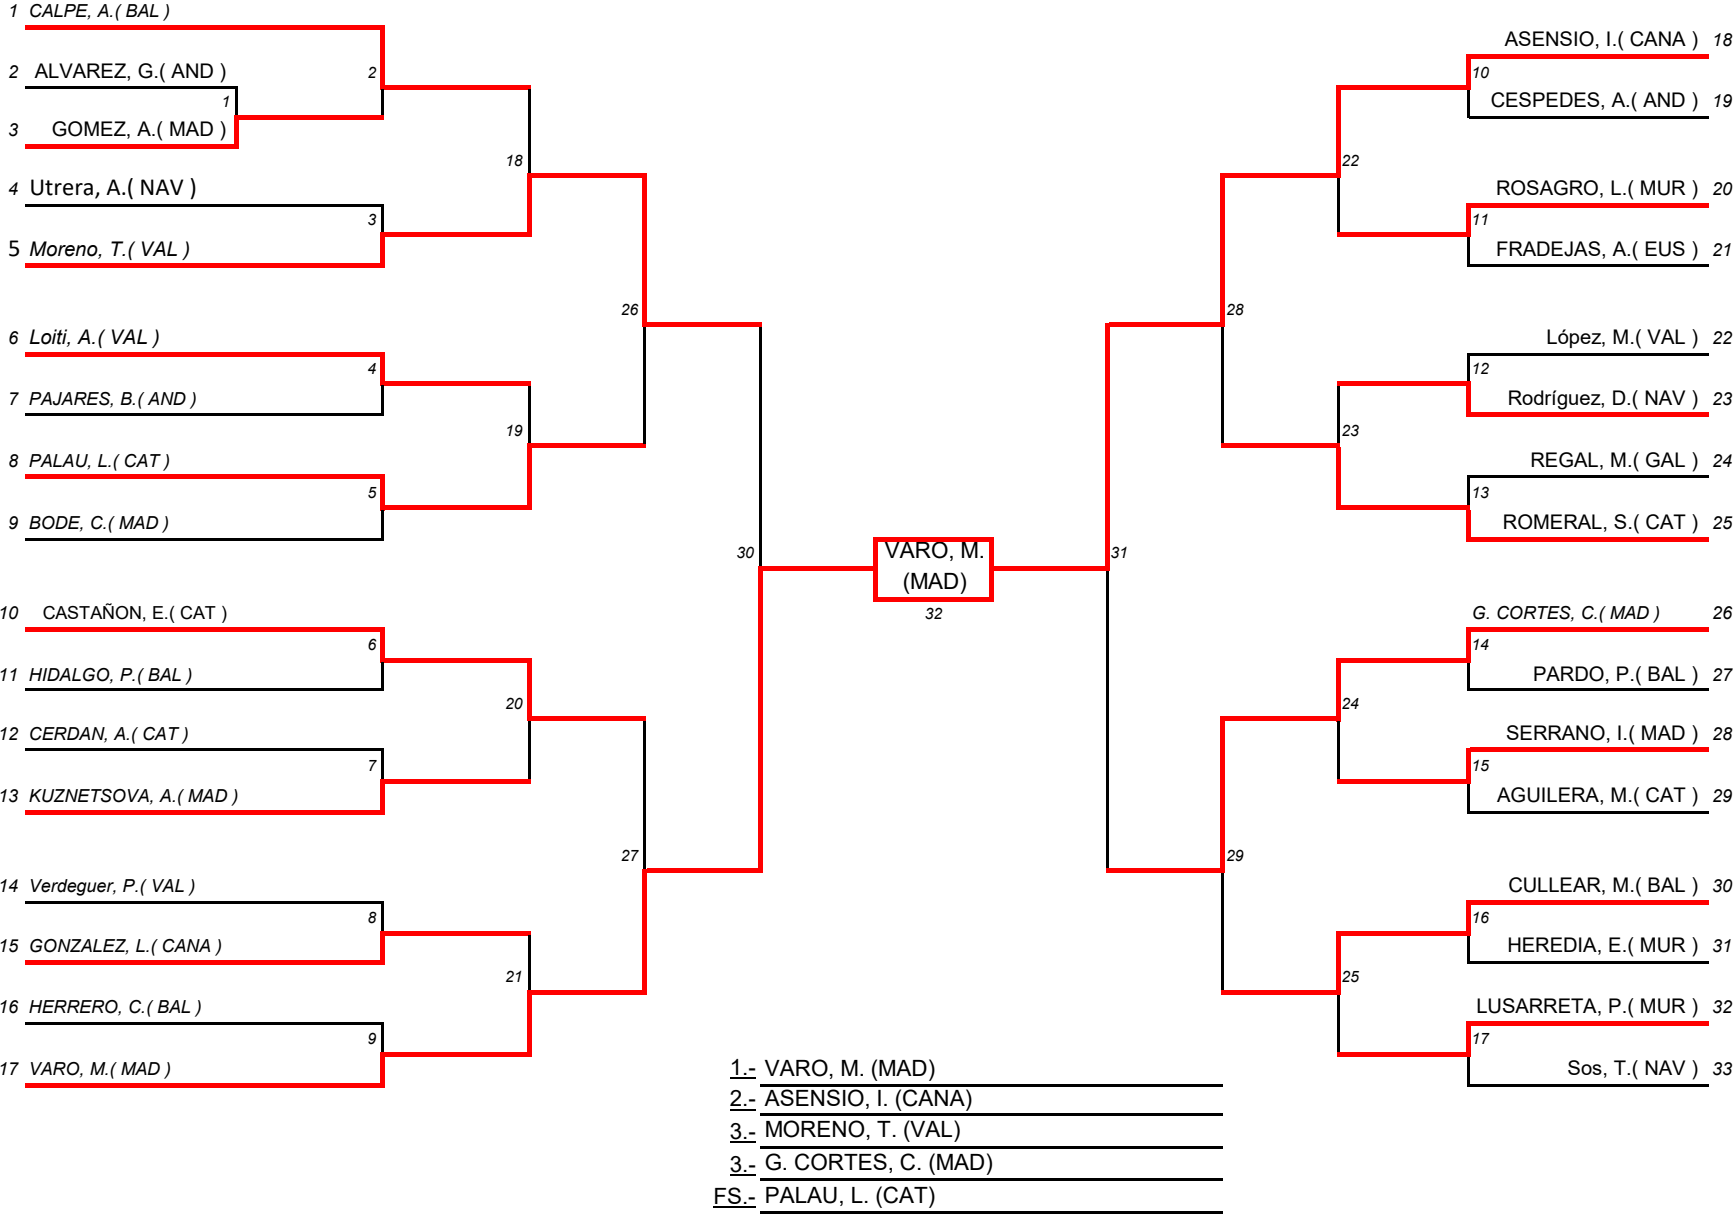 1 CALPE, A.( BAL )
2 ALVAREZ, G.( AND )
2
1
3 GOMEZ, A.( MAD )
18
4 Utrera, A.( NAV )
3
5 Moreno, T.( VAL )
26
6 Loiti, A.( VAL )
4
7 PAJARES, B.( AND )
19
8 PALAU, L.( CAT )
5
9 BODE, C.( MAD )
30
10 CASTAÑON, E.( CAT )
6
11 HIDALGO, P.( BAL )
20
12 CERDAN, A.( CAT )
7
13 KUZNETSOVA, A.( MAD )
27
14 Verdeguer, P.( VAL )
8
15 GONZALEZ, L.( CANA )
21
16 HERRERO, C.( BAL )
9
17 VARO, M.( MAD )
VARO, M.
(MAD)
32
ASENSIO, I.( CANA ) 18
10
CESPEDES, A.( AND ) 19
22
ROSAGRO, L.( MUR ) 20
11
FRADEJAS, A.( EUS ) 21
28
López, M.( VAL ) 22
12
Rodríguez, D.( NAV ) 23
23
REGAL, M.( GAL ) 24
13
ROMERAL, S.( CAT ) 25
31
G. CORTES, C.( MAD ) 26
14
PARDO, P.( BAL ) 27
24
SERRANO, I.( MAD ) 28
15
AGUILERA, M.( CAT ) 29
29
CULLEAR, M.( BAL ) 30
16
HEREDIA, E.( MUR ) 31
25
LUSARRETA, P.( MUR ) 32
17
Sos, T.( NAV ) 33
1.- VARO, M. (MAD)
2.- ASENSIO, I. (CANA)
3.- MORENO, T. (VAL)
3.- G. CORTES, C. (MAD)
FS.- PALAU, L. (CAT)